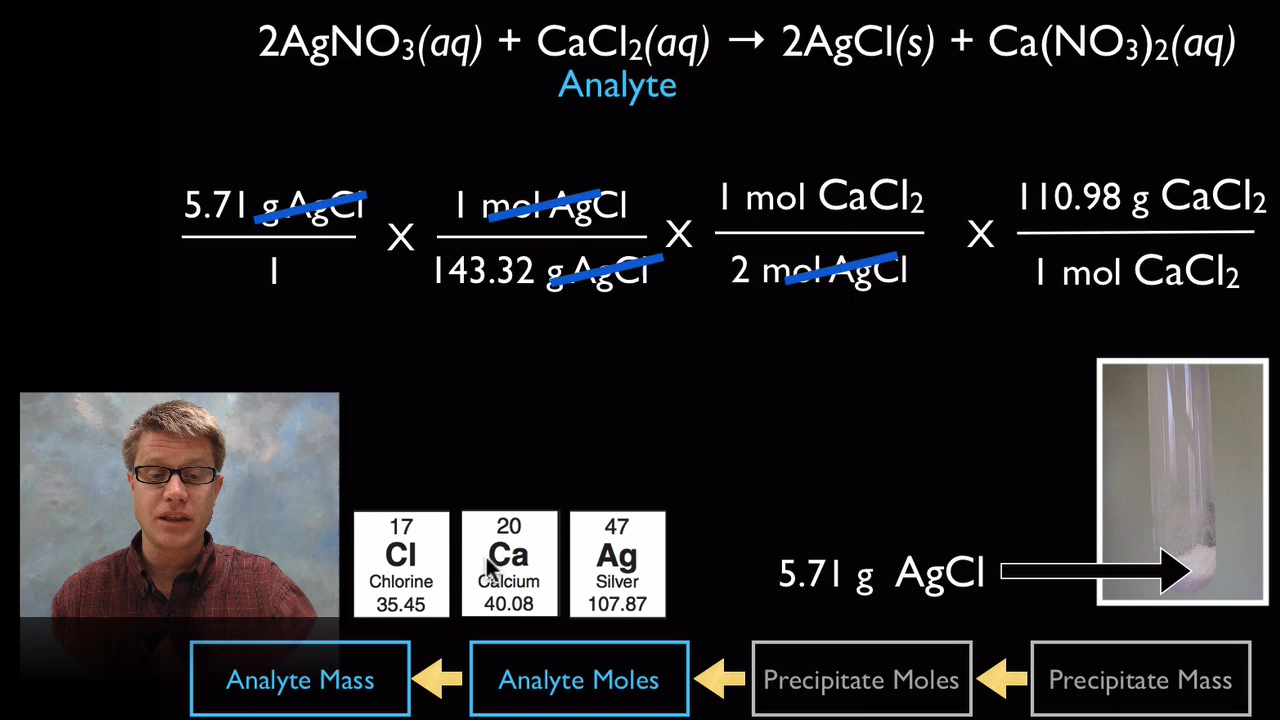 2AgNO₃(aq) + CaCl₂(aq) → 2AgCl(s) + Ca(NO₃)₂(aq)
Analyte
5.71 g AgCl X 1 mol AgCl X 1 mol CaCl₂ X 110.98 g CaCl₂
1 143.32 g AgCl 2 mol AgCl 1 mol CaCl₂
17 20 47
Cl Ca Ag
Chlorine Calcium Silver
35.45 40.08 107.87
5.71 g AgCl
Analyte Mass Analyte Moles Precipitate Moles Precipitate Mass